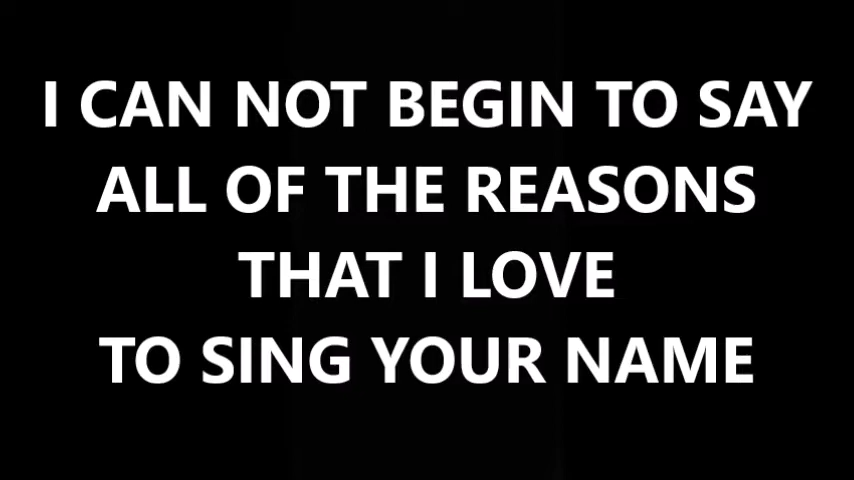 I CAN NOT BEGIN TO SAY
ALL OF THE REASONS
THAT I LOVE
TO SING YOUR NAME